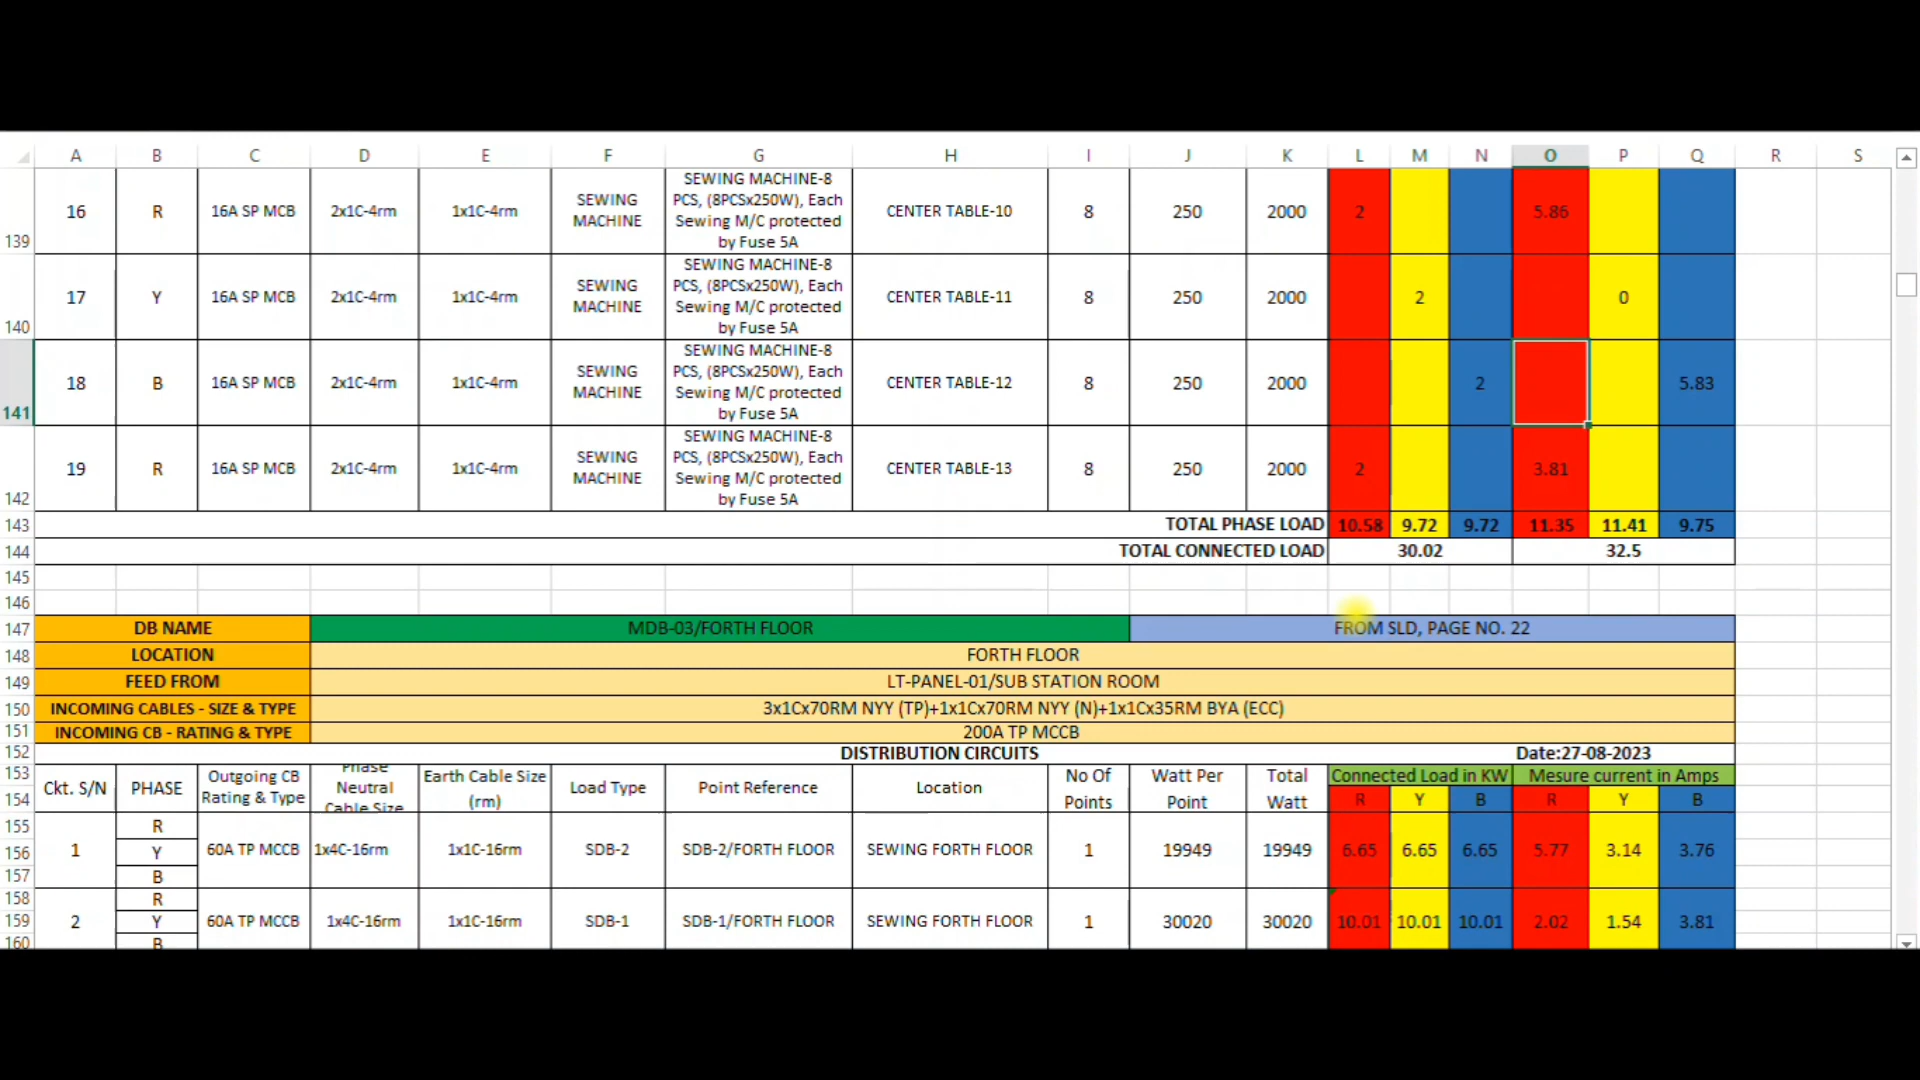 A B C D E F G H I J K L M N O P Q R S
139 16 R 16A SP MCB 2x1C-4rm 1x1C-4rm SEWING MACHINE SEWING MACHINE-8 PCS, (8PCSx250W), Each Sewing M/C protected by Fuse 5A CENTER TABLE-10 8 250 2000 2 5.86
140 17 Y 16A SP MCB 2x1C-4rm 1x1C-4rm SEWING MACHINE SEWING MACHINE-8 PCS, (8PCSx250W), Each Sewing M/C protected by Fuse 5A CENTER TABLE-11 8 250 2000 2 0
141 18 B 16A SP MCB 2x1C-4rm 1x1C-4rm SEWING MACHINE SEWING MACHINE-8 PCS, (8PCSx250W), Each Sewing M/C protected by Fuse 5A CENTER TABLE-12 8 250 2000 2 5.83
142 19 R 16A SP MCB 2x1C-4rm 1x1C-4rm SEWING MACHINE SEWING MACHINE-8 PCS, (8PCSx250W), Each Sewing M/C protected by Fuse 5A CENTER TABLE-13 8 250 2000 2 3.81
143 TOTAL PHASE LOAD 10.58 9.72 9.72 11.35 11.41 9.75
144 TOTAL CONNECTED LOAD 30.02 32.5
145
146
147 DB NAME MDB-03/FORTH FLOOR FROM SLD, PAGE NO. 22
148 LOCATION FORTH FLOOR
149 FEED FROM LT-PANEL-01/SUB STATION ROOM
150 INCOMING CABLES - SIZE & TYPE 3x1Cx70RM NYY (TP)+1x1Cx70RM NYY (N)+1x1Cx35RM BYA (ECC)
151 INCOMING CB - RATING & TYPE 200A TP MCCB
152 DISTRIBUTION CIRCUITS Date:27-08-2023
153 Ckt. S/N PHASE Outgoing CB Rating & Type Phase Neutral Cable Size Earth Cable Size (rm) Load Type Point Reference Location No Of Points Watt Per Point Total Watt Connected Load in KW Mesure current in Amps
154 R Y B R Y B
155 R
156 1 Y 60A TP MCCB 1x4C-16rm 1x1C-16rm SDB-2 SDB-2/FORTH FLOOR SEWING FORTH FLOOR 1 19949 19949 6.65 6.65 6.65 5.77 3.14 3.76
157 B
158 R
159 2 Y 60A TP MCCB 1x4C-16rm 1x1C-16rm SDB-1 SDB-1/FORTH FLOOR SEWING FORTH FLOOR 1 30020 30020 10.01 10.01 10.01 2.02 1.54 3.81
160 B